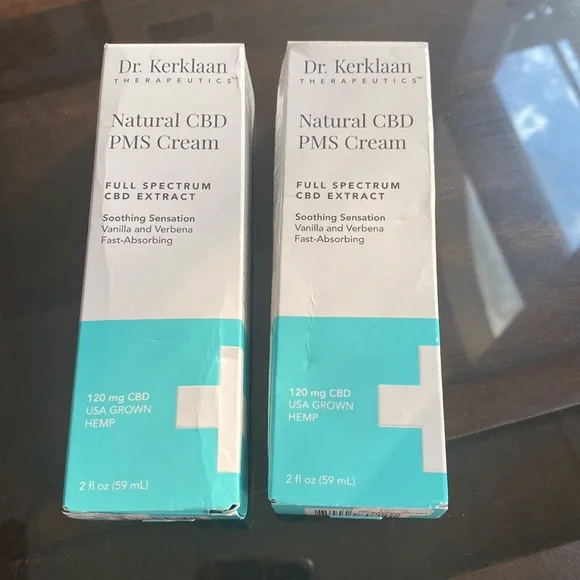 Dr. Kerklaan
THERAPEUTICS™
Natural CBD
PMS Cream
FULL SPECTRUM
CBD EXTRACT
Soothing Sensation
Vanilla and Verbena
Fast-Absorbing
120 mg CBD
USA GROWN
HEMP
2 fl oz (59 mL)
Dr. Kerklaan
THERAPEUTICS™
Natural CBD
PMS Cream
FULL SPECTRUM
CBD EXTRACT
Soothing Sensation
Vanilla and Verbena
Fast-Absorbing
120 mg CBD
USA GROWN
HEMP
2 fl oz (59 mL)